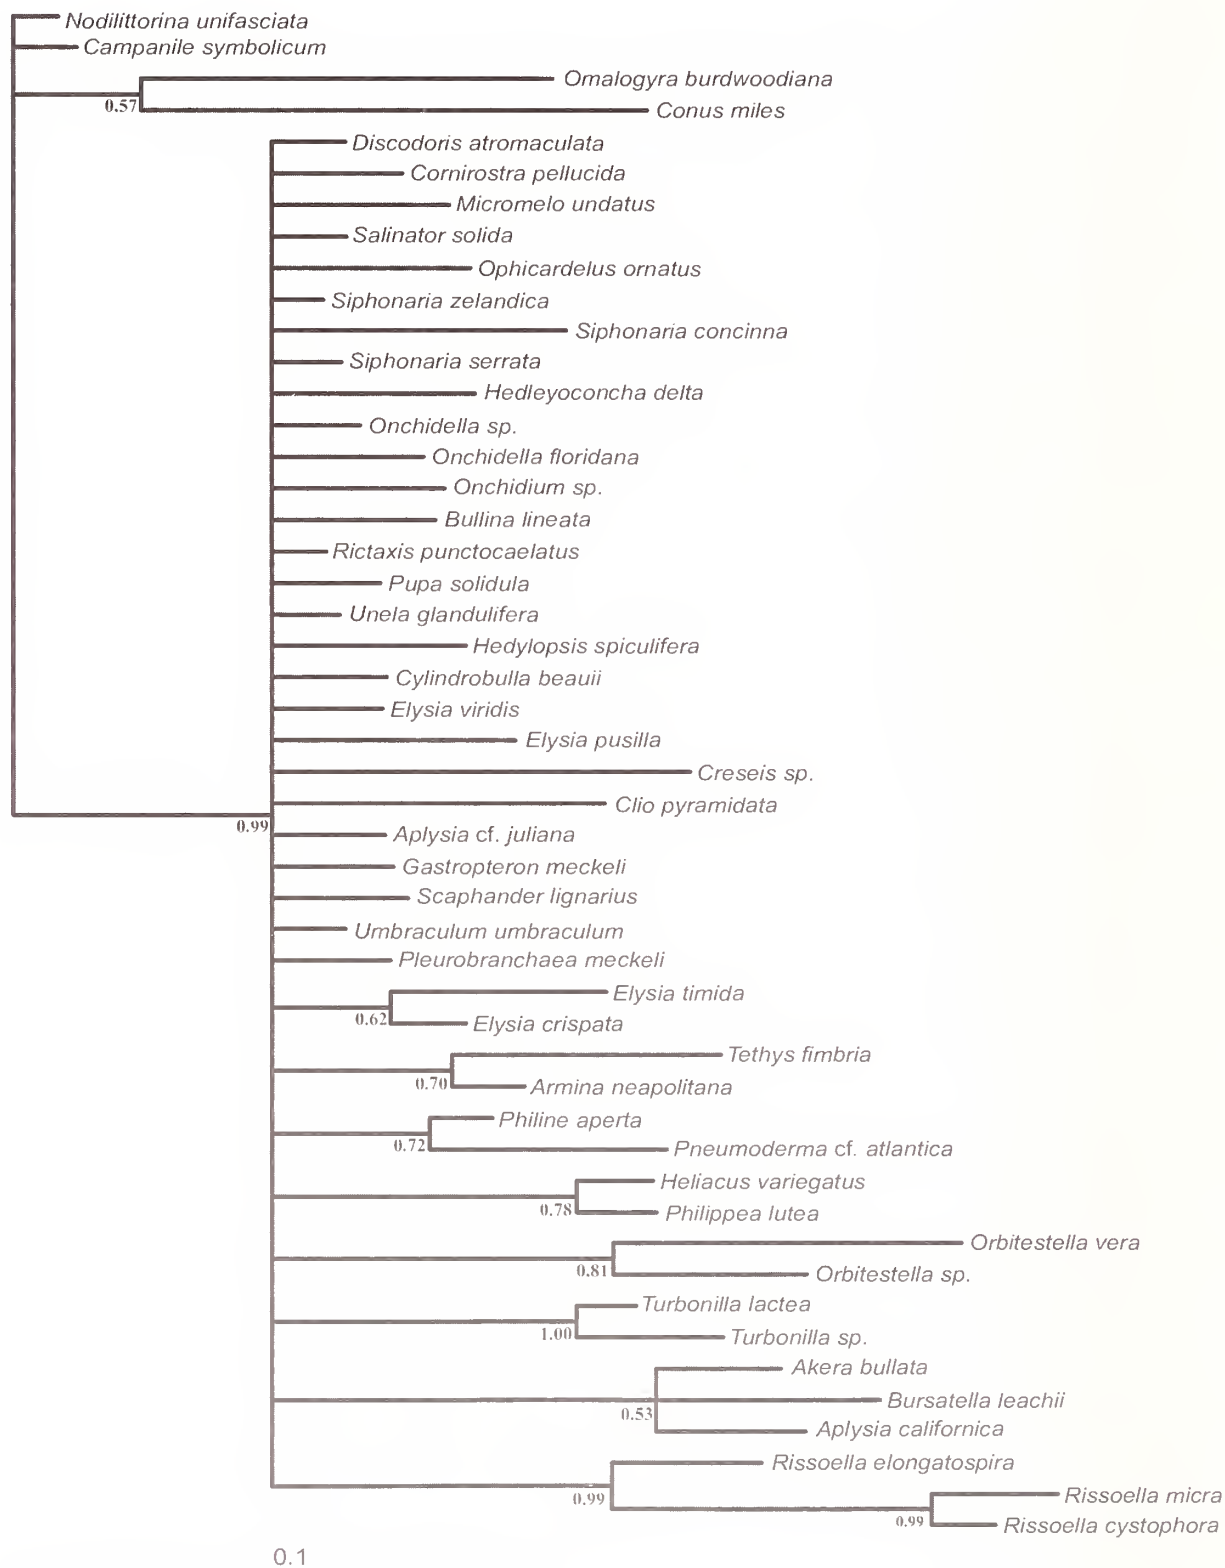 Nodilittorina unifasciata
Campanile symbolicum
Omalogyra burdwoodiana
0.57
Conus miles
Discodoris atromaculata
Cornirostra pellucida
Micromelo undatus
Salinator solida
Ophicardelus ornatus
Siphonaria zelandica
Siphonaria concinna
Siphonaria serrata
Hedleyoconcha delta
Onchidella sp.
Onchidella floridana
Onchidium sp.
Bullina lineata
Rictaxis punctocaelatus
Pupa solidula
Unela glandulifera
Hedylopsis spiculifera
Cylindrobulla beauii
Elysia viridis
Elysia pusilla
Creseis sp.
Clio pyramidata
0.99
Aplysia cf. juliana
Gastropteron meckeli
Scaphander lignarius
Umbraculum umbraculum
Pleurobranchaea meckeli
Elysia timida
0.62
Elysia crispata
Tethys fimbria
0.70
Armina neapolitana
Philine aperta
0.72
Pneumoderma cf. atlantica
Heliacus variegatus
0.78
Philippea lutea
Orbitestella vera
0.81
Orbitestella sp.
Turbonilla lactea
1.00
Turbonilla sp.
Akera bullata
Bursatella leachii
0.53
Aplysia californica
Rissoella elongatospira
0.99
Rissoella micra
0.99
Rissoella cystophora
0.1